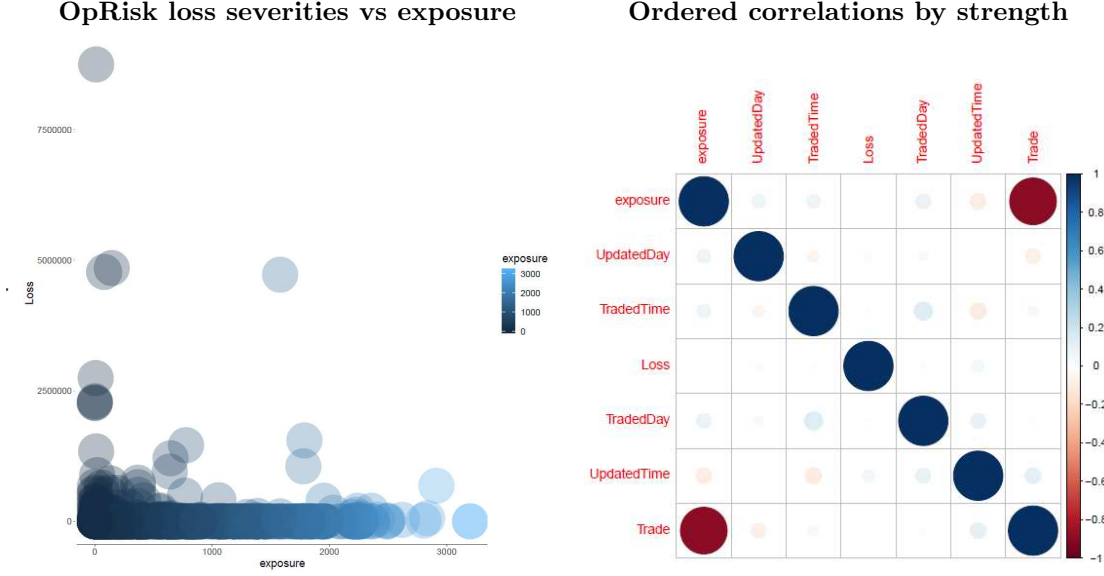 OpRisk loss severities vs exposure
7500000
5000000
2500000
0
Loss
0 1000 2000 3000
exposure
exposure
3000
2000
1000
0
Ordered correlations by strength
exposure UpdatedDay TradedTime Loss TradedDay UpdatedTime Trade
exposure
UpdatedDay
TradedTime
Loss
TradedDay
UpdatedTime
Trade
1
0.8
0.6
0.4
0.2
0
-0.2
-0.4
-0.6
-0.8
-1